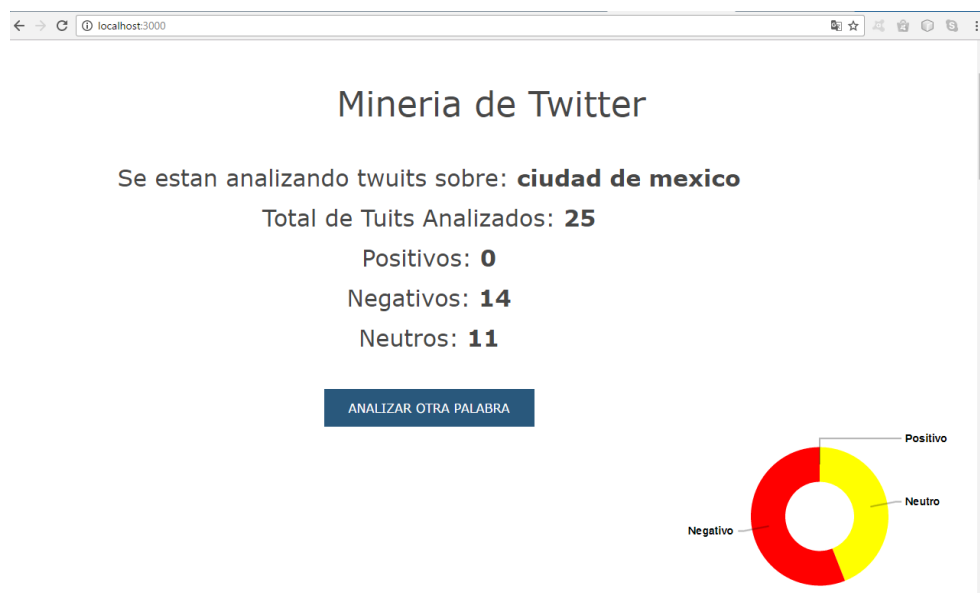 localhost:3000
Mineria de Twitter
Se estan analizando twuits sobre: ciudad de mexico
Total de Tuits Analizados: 25
Positivos: 0
Negativos: 14
Neutros: 11
ANALIZAR OTRA PALABRA
Positivo
Neutro
Negativo